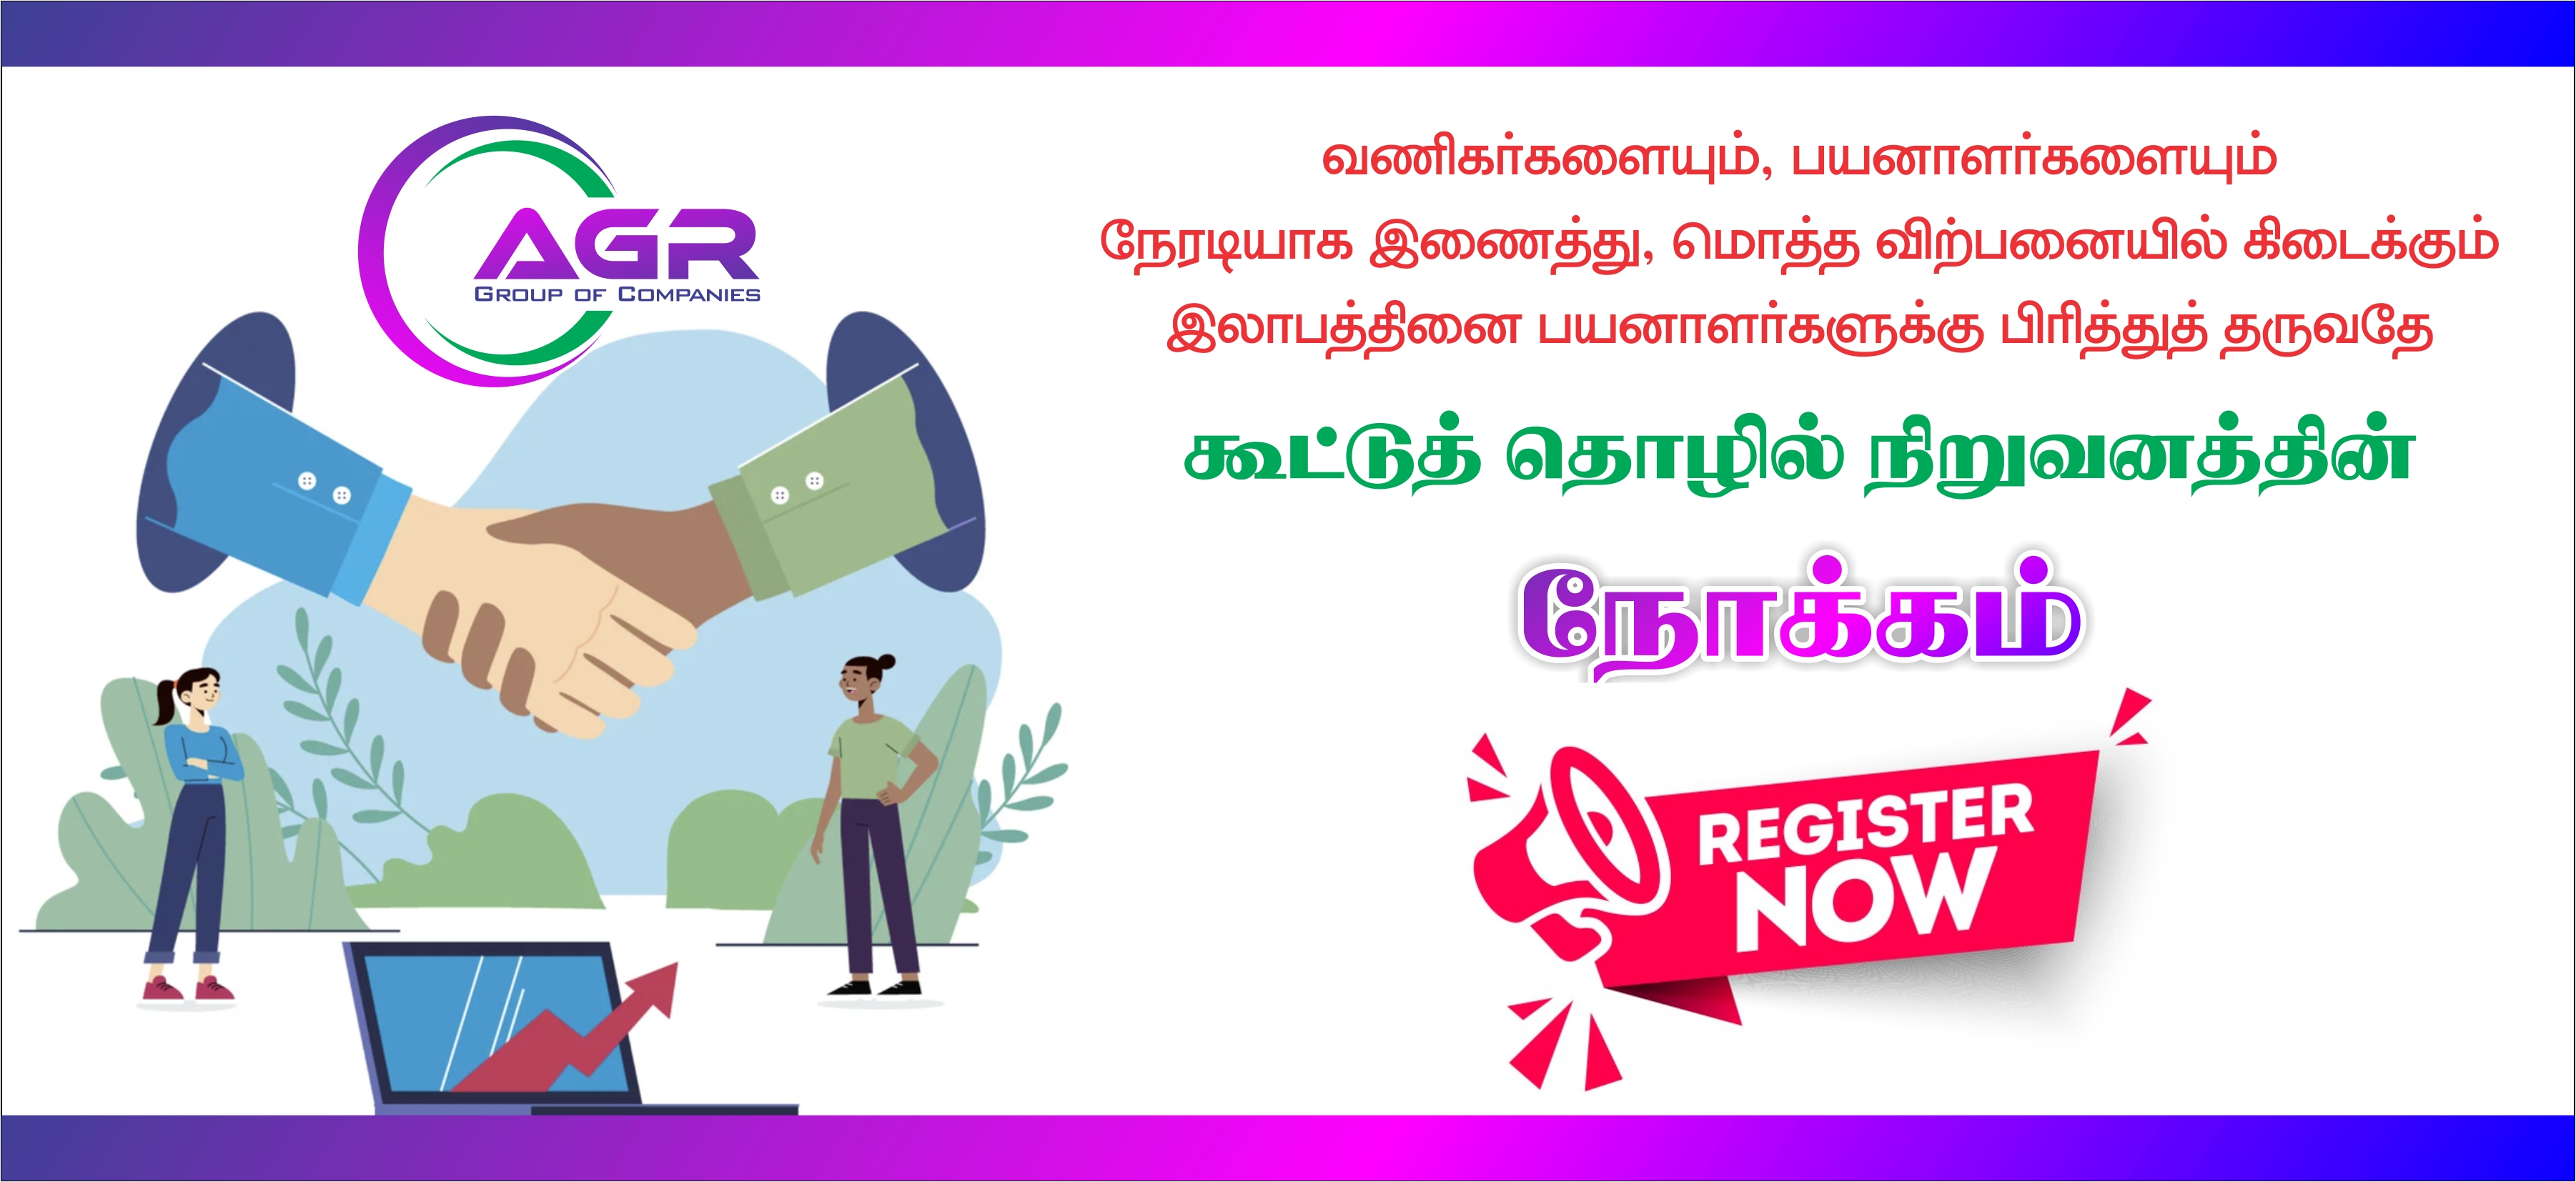 AGR
GROUP OF COMPANIES
வணிகர்களையும், பயனாளர்களையும்
நேரடியாக இணைத்து, மொத்த விற்பனையில் கிடைக்கும்
இலாபத்தினை பயனாளர்களுக்கு பிரித்துத் தருவதே
கூட்டுத் தொழில் நிறுவனத்தின்
நோக்கம்
REGISTER
NOW